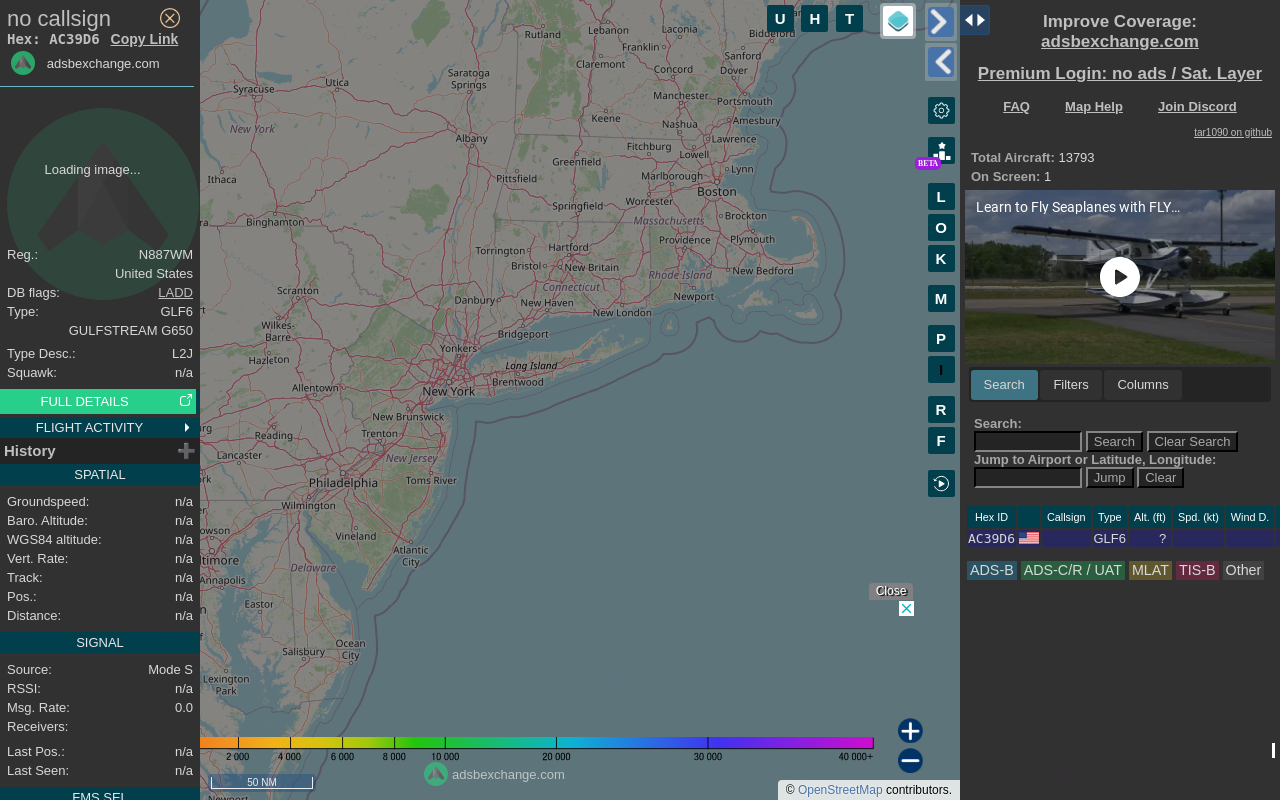 no callsign
Hex: AC39D6 Copy Link
adsbexchange.com
Loading image...
Reg.: N887WM
United States
DB flags: LADD
Type: GLF6
GULFSTREAM G650
Type Desc.: L2J
Squawk: n/a
FULL DETAILS
FLIGHT ACTIVITY
History
SPATIAL
Groundspeed: n/a
Baro. Altitude: n/a
WGS84 altitude: n/a
Vert. Rate: n/a
Track: n/a
Pos.: n/a
Distance: n/a
SIGNAL
Source: Mode S
RSSI: n/a
Msg. Rate: 0.0
Receivers:
Last Pos.: n/a
Last Seen: n/a
FMS SEL
U H T
BETA
L
O
K
M
P
I
R
F
Rutland
Lebanon
Laconia
Biddeford
Franklin
Claremont
Sanford
Concord
Dover
Saratoga
Springs
Utica
Syracuse
Manchester
Portsmouth
Keene
Nashua
Amesbury
New York
Albany
Fitchburg
Lawrence
Lowell
Greenfield
Lynn
Ithaca
Pittsfield
Marlborough
Boston
Worcester
Springfield
Binghamton
Massachusetts
Brockton
Torrington
Hartford
Providence
Plymouth
Bristol
New Britain
Rhode Island
New Bedford
Scranton
Connecticut
Danbury
New Haven
Newport
New London
Wilkes-
Barre
Bridgeport
Yonkers
Hazleton
Long Island
Brentwood
Allentown
New York
New Brunswick
Reading
Trenton
Lancaster
New Jersey
Toms River
Philadelphia
Wilmington
Vineland
Atlantic
City
Annapolis
Delaware
Easton
Ocean
City
Salisbury
Lexington
Park
2 000 4 000 6 000 8 000 10 000 20 000 30 000 40 000+
adsbexchange.com
50 NM
Close
© OpenStreetMap contributors.
Improve Coverage:
adsbexchange.com
Premium Login: no ads / Sat. Layer
FAQ Map Help Join Discord
tar1090 on github
Total Aircraft: 13793
On Screen: 1
Learn to Fly Seaplanes with FLY...
Search Filters Columns
Search:
Search Clear Search
Jump to Airport or Latitude, Longitude:
Jump Clear
Hex ID Callsign Type Alt. (ft) Spd. (kt) Wind D.
AC39D6 GLF6 ?
ADS-B ADS-C/R / UAT MLAT TIS-B Other